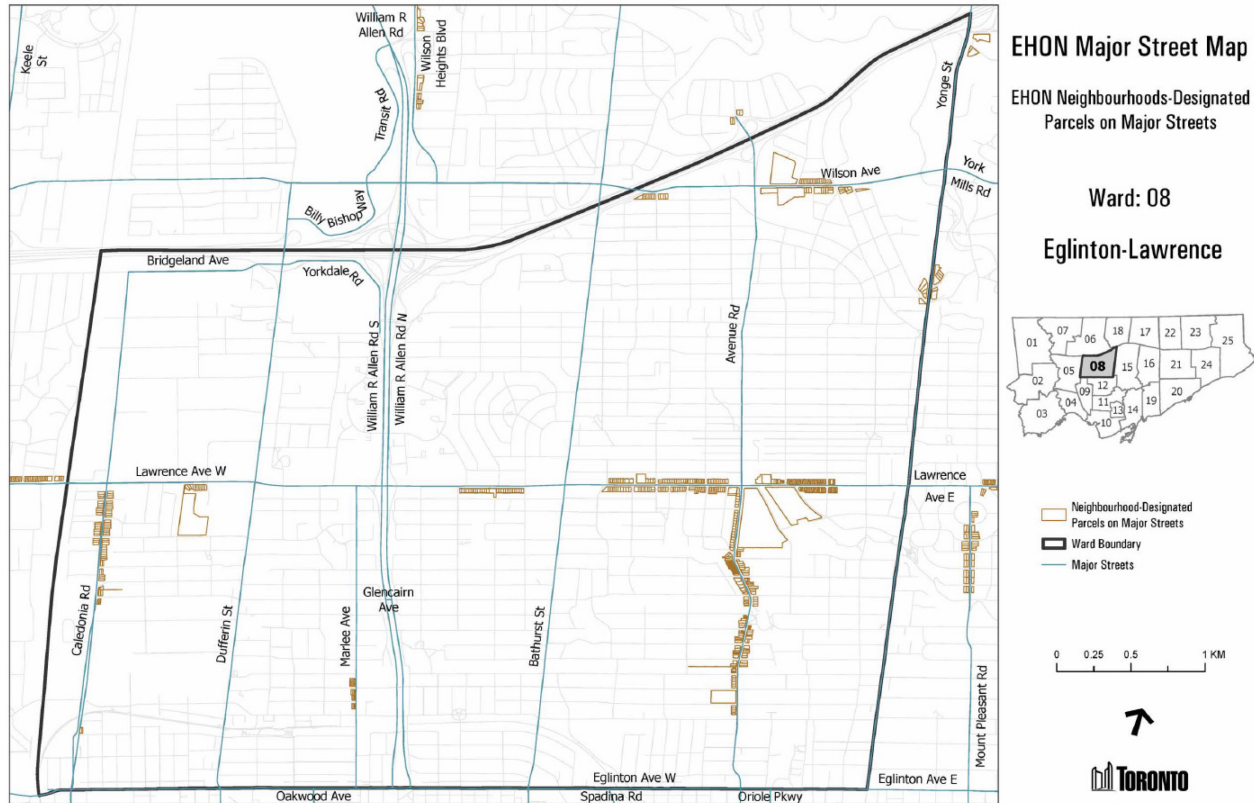 William R
Allen Rd
Keele
St
Wilson
Heights Blvd
Transit Rd
Yonge St
Wilson Ave
York
Mills Rd
Billy
Bishop
Way
Bridgeland Ave
Yorkdale
Rd
William R Allen Rd S
William R Allen Rd N
Avenue Rd
Lawrence Ave W
Lawrence
Ave E
Caledonia Rd
Dufferin St
Marlee Ave
Glencairn
Ave
Bathurst St
Mount Pleasant Rd
Eglinton Ave W
Eglinton Ave E
Oakwood Ave
Spadina Rd
Oriole Pkwy
EHON Major Street Map
EHON Neighbourhoods-Designated
Parcels on Major Streets
Ward: 08
Eglinton-Lawrence
01
07
06
18
17
22
23
25
05
08
15
16
21
24
02
09
12
20
03
04
11
13
14
19
10
Neighbourhood-Designated
Parcels on Major Streets
Ward Boundary
Major Streets
0 0.25 0.5 1 KM
TORONTO